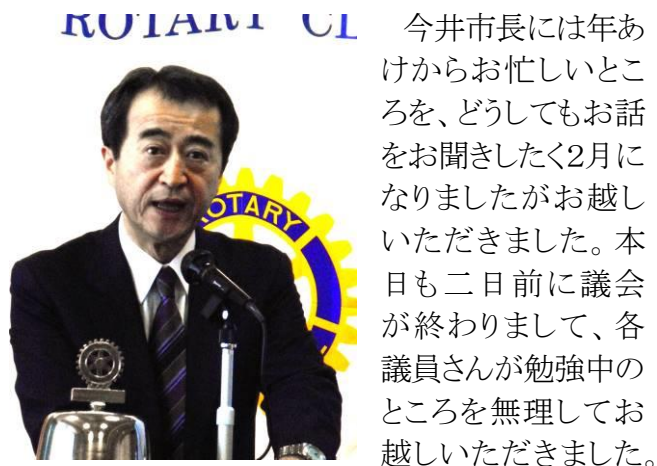 ROTARY CL
ROTARY
今井市長には年あ
けからお忙しいとこ
ろを、どうしてもお話
をお聞きしたく2月に
なりましたがお越し
いただきました。本
日も二日前に議会
が終わりまして、各
議員さんが勉強中の
ところを無理してお
越しいただきました。